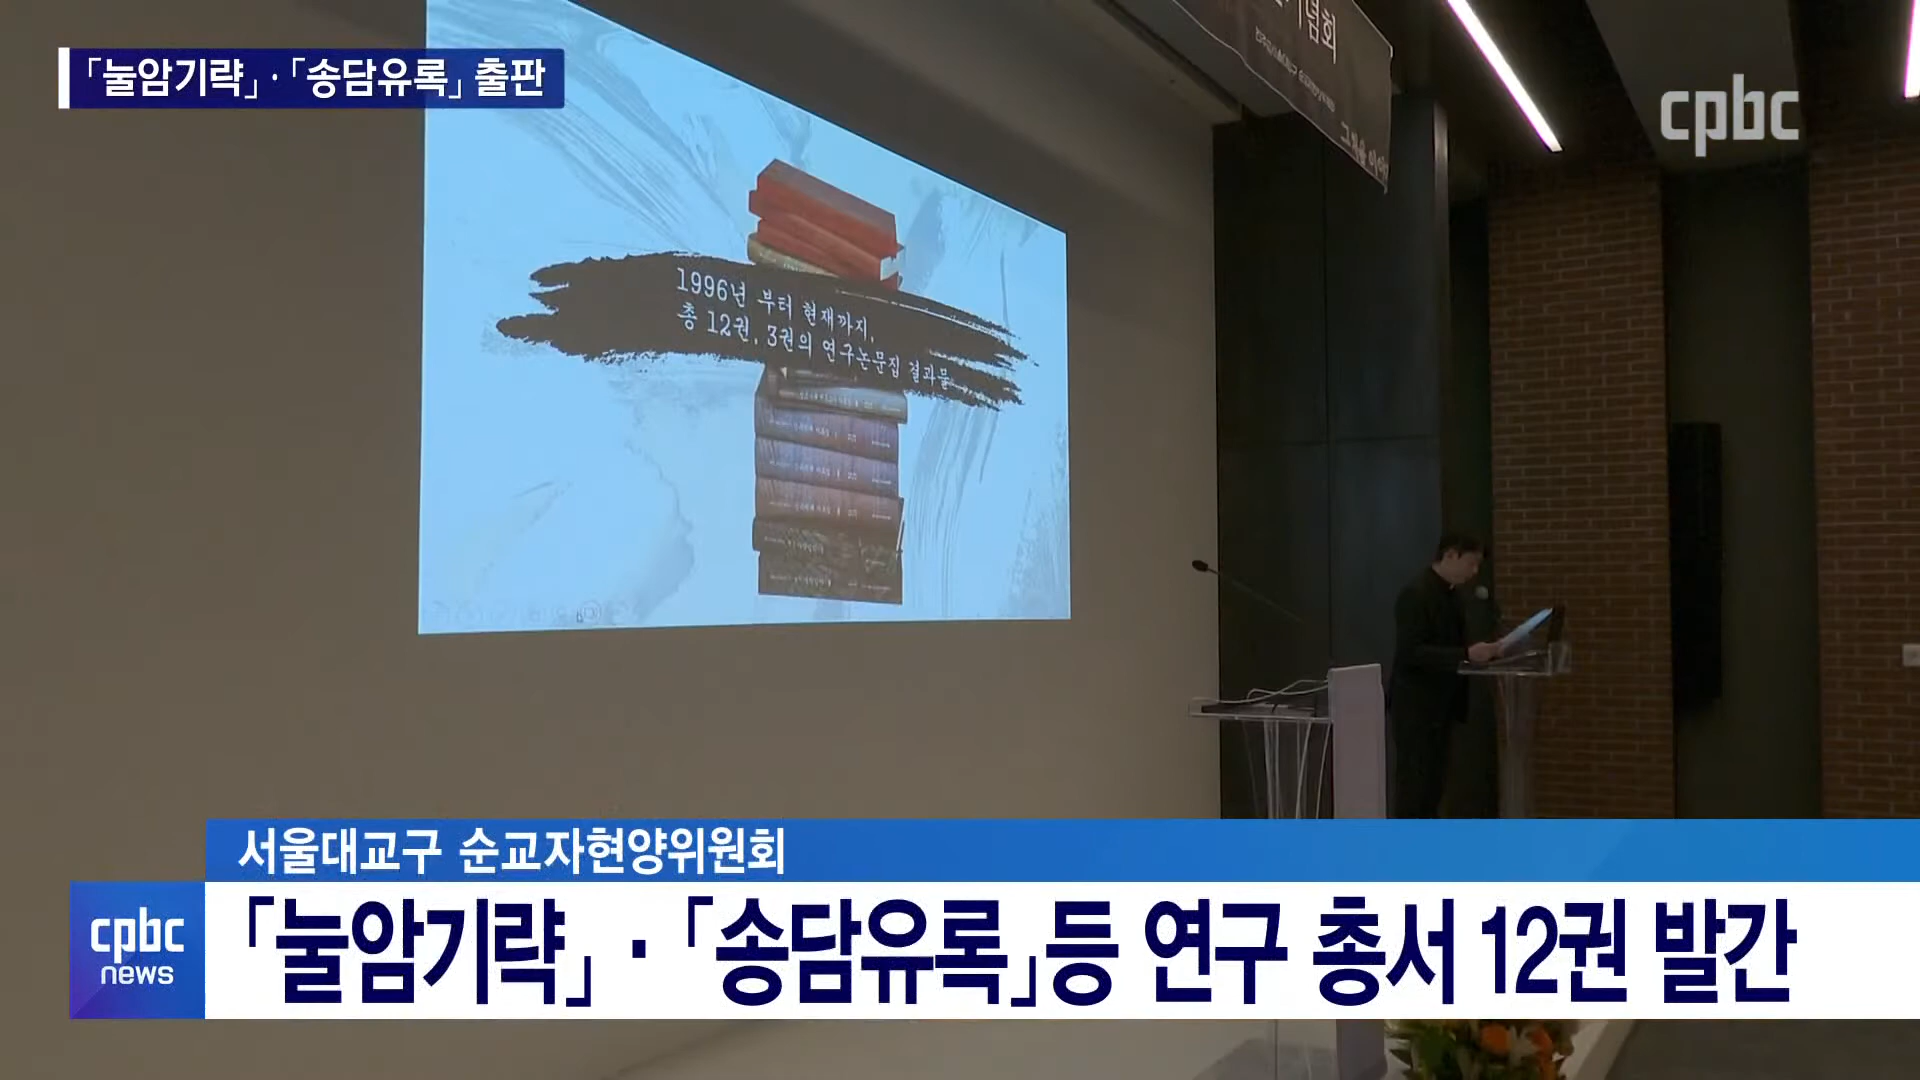 「눌암기략」·「송담유록」 출판
cpbc
1996년 부터 현재까지,
총 12권, 3권의 연구논문집 결과물
서울대교구 순교자현양위원회
cpbc
news
「눌암기략」·「송담유록」등 연구 총서 12권 발간